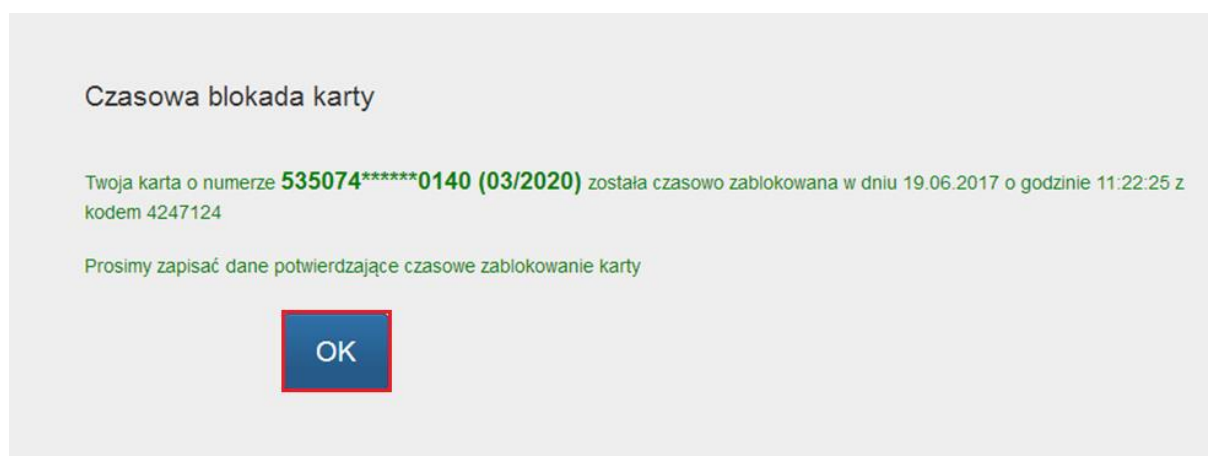 Czasowa blokada karty
Twoja karta o numerze 535074******0140 (03/2020) została czasowo zablokowana w dniu 19.06.2017 o godzinie 11:22:25 z
kodem 4247124
Prosimy zapisać dane potwierdzające czasowe zablokowanie karty
OK